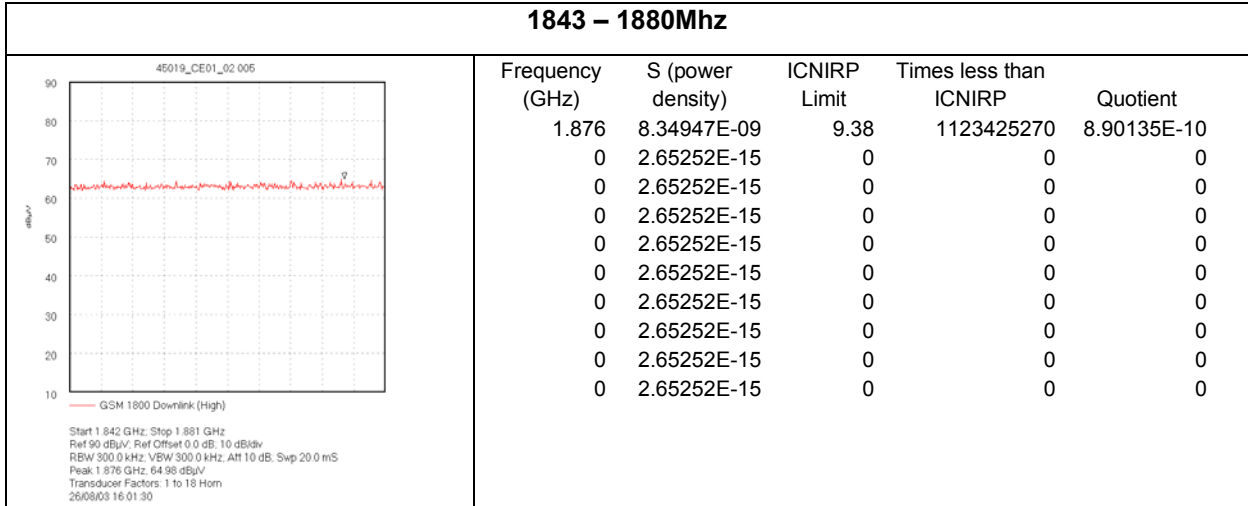 1843 – 1880Mhz
45019_CE01_02 005
90
80
70
60
50
40
30
20
10
dBµV
GSM 1800 Downlink (High)
Start 1.842 GHz; Stop 1.881 GHz
Ref 90 dBµV; Ref Offset 0.0 dB; 10 dB/div
RBW 300.0 kHz; VBW 300.0 kHz; Att 10 dB; Swp 20.0 mS
Peak 1.876 GHz, 64.98 dBµV
Transducer Factors: 1 to 18 Horn
26/08/03 16:01:30
Frequency S (power ICNIRP Times less than
(GHz) density) Limit ICNIRP Quotient
1.876 8.34947E-09 9.38 1123425270 8.90135E-10
0 2.65252E-15 0 0 0
0 2.65252E-15 0 0 0
0 2.65252E-15 0 0 0
0 2.65252E-15 0 0 0
0 2.65252E-15 0 0 0
0 2.65252E-15 0 0 0
0 2.65252E-15 0 0 0
0 2.65252E-15 0 0 0
0 2.65252E-15 0 0 0